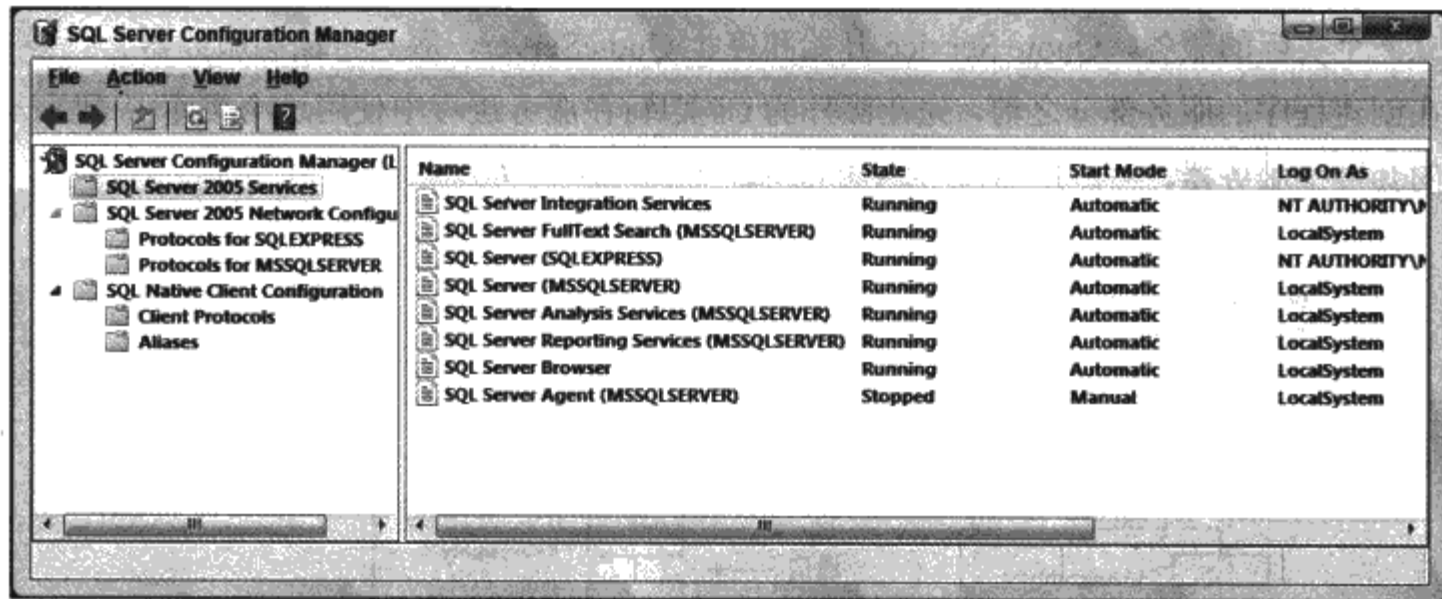 SQL Server Configuration Manager
File Action View Help
SQL Server Configuration Manager (L
SQL Server 2005 Services
SQL Server 2005 Network Configu
Protocols for SQLEXPRESS
Protocols for MSSQLSERVER
SQL Native Client Configuration
Client Protocols
Aliases
Name State Start Mode Log On As
SQL Server Integration Services Running Automatic NT AUTHORITY\N
SQL Server FullText Search (MSSQLSERVER) Running Automatic LocalSystem
SQL Server (SQLEXPRESS) Running Automatic NT AUTHORITY\N
SQL Server (MSSQLSERVER) Running Automatic LocalSystem
SQL Server Analysis Services (MSSQLSERVER) Running Automatic LocalSystem
SQL Server Reporting Services (MSSQLSERVER) Running Automatic LocalSystem
SQL Server Browser Running Automatic LocalSystem
SQL Server Agent (MSSQLSERVER) Stopped Manual LocalSystem